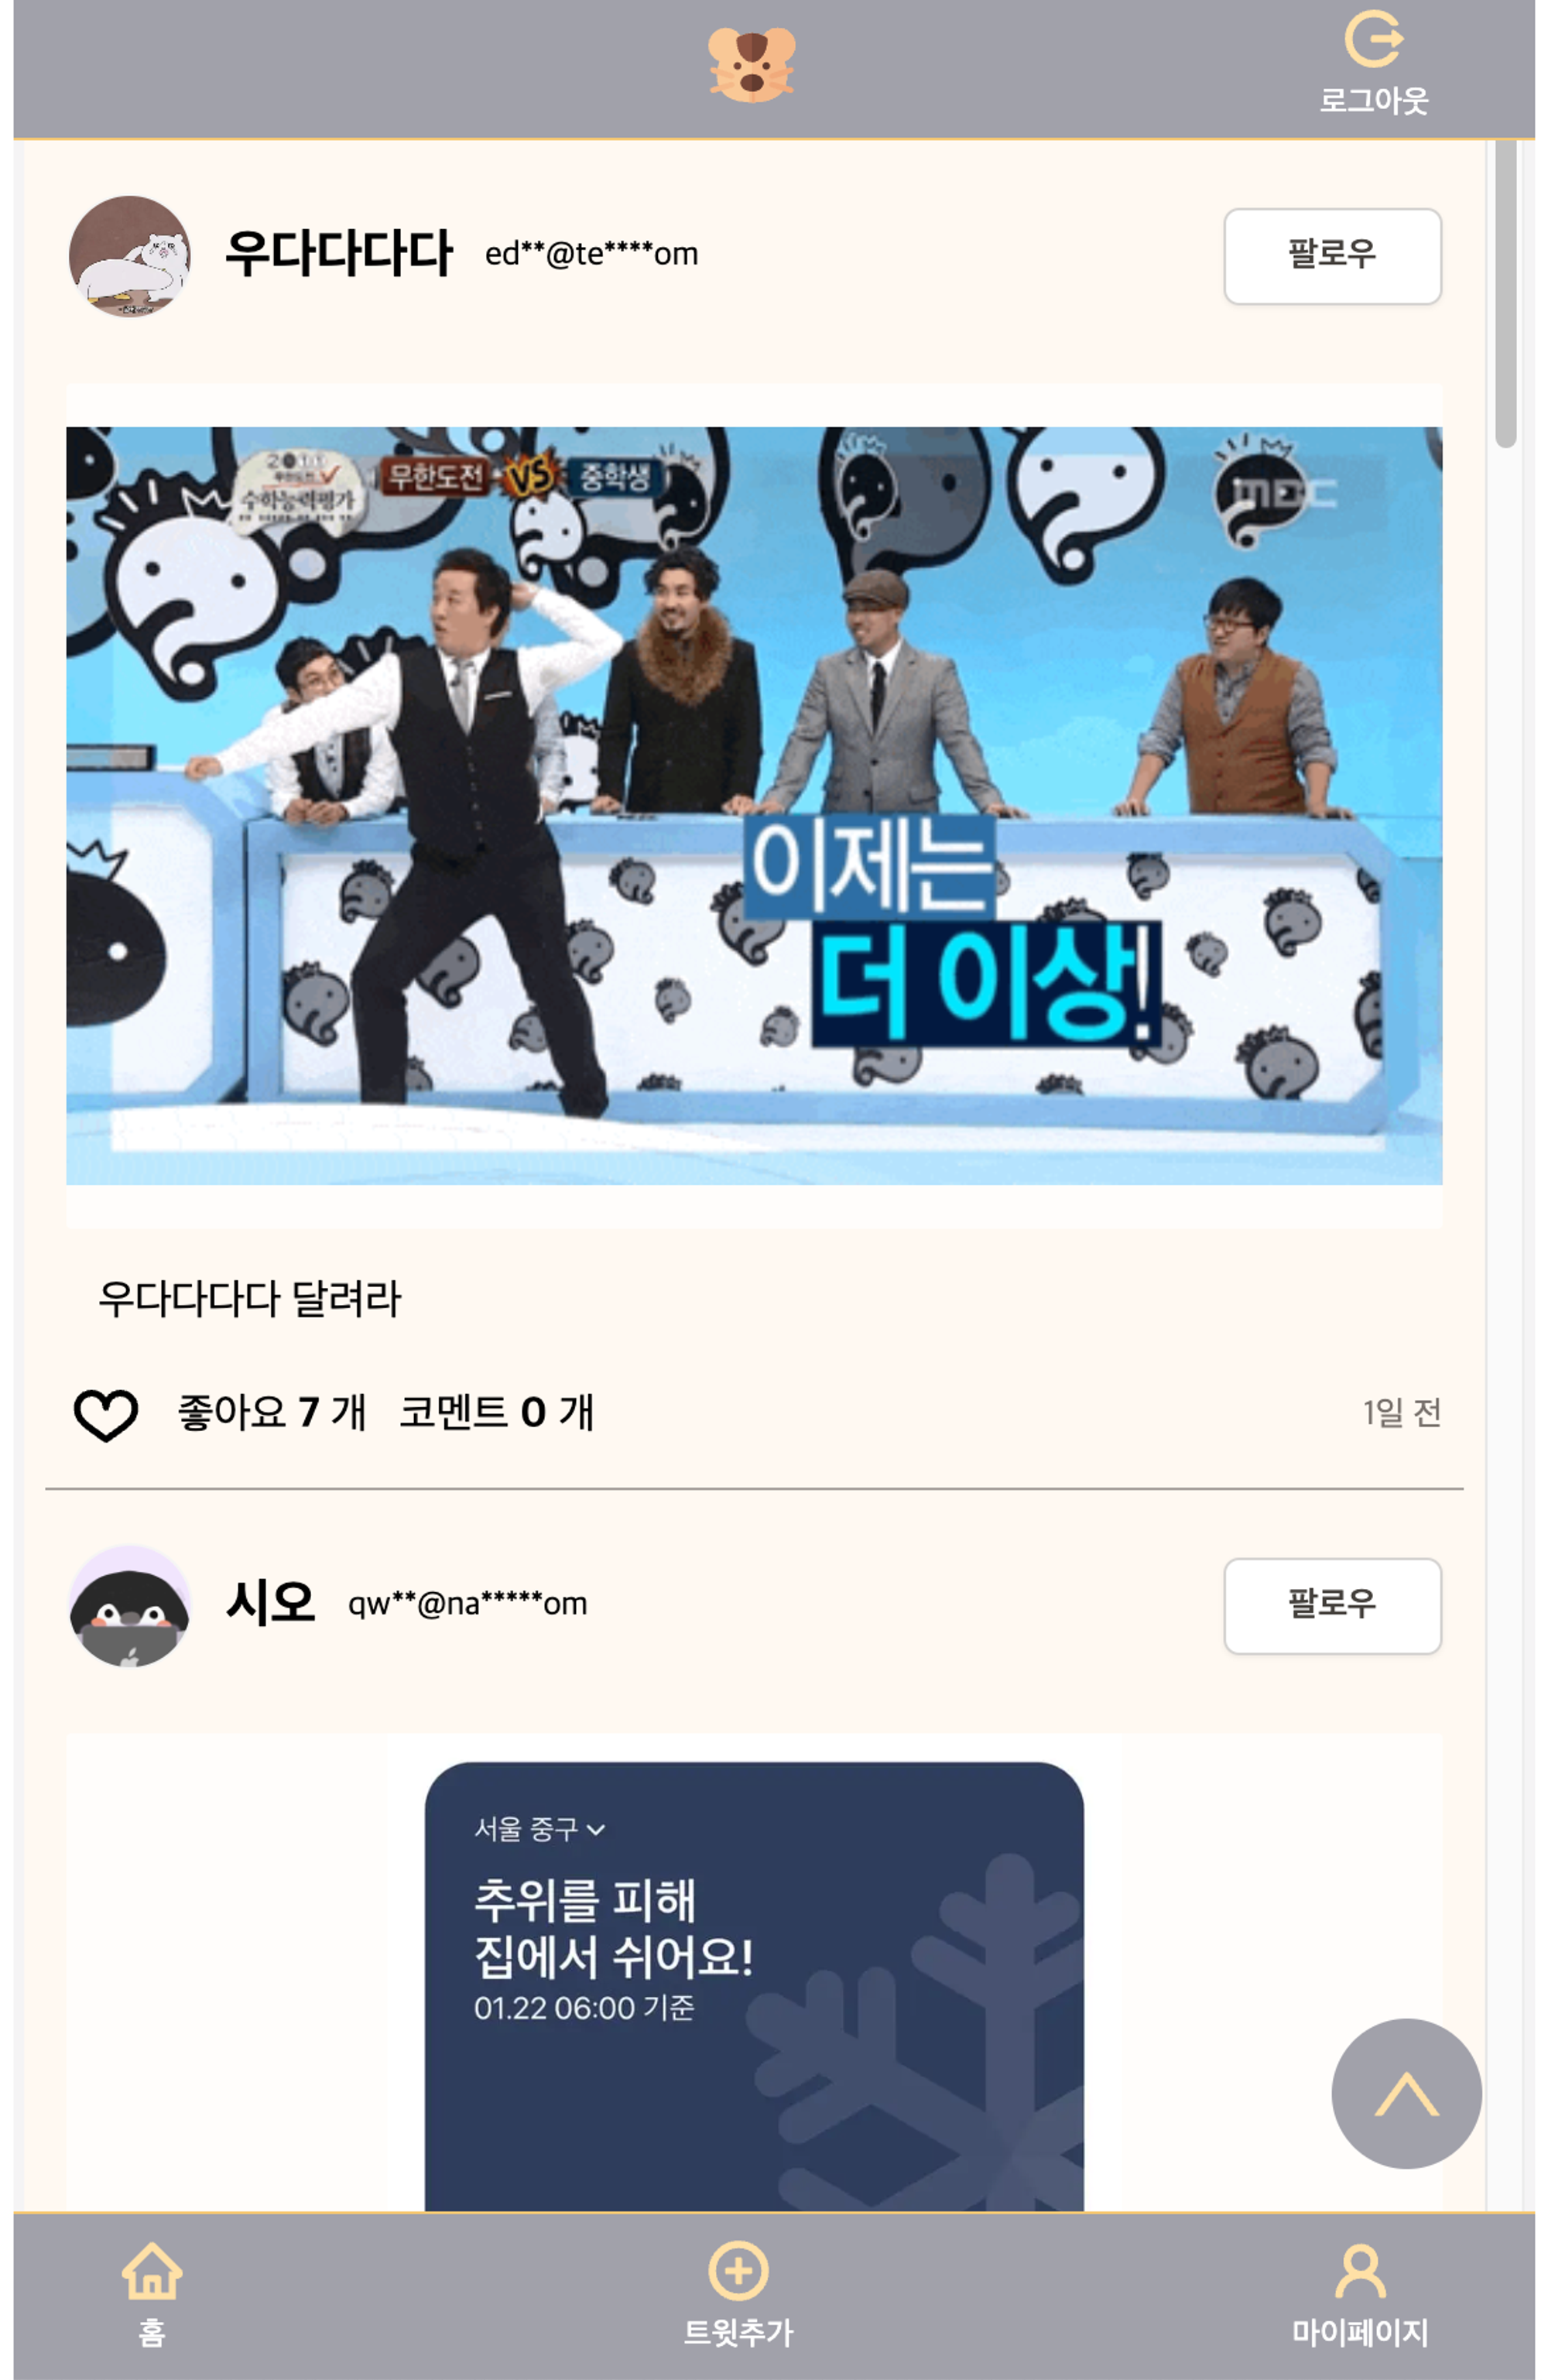 로그아웃
우다다다다 ed**@te****om
팔로우
무한도전 VS 중학생
수학능력평가
MBC
이제는
더 이상!
우다다다다 달려라
좋아요 7 개 코멘트 0 개
1일 전
시오 qw**@na*****om
팔로우
서울 중구
추위를 피해
집에서 쉬어요!
01.22 06:00 기준
홈
트윗추가
마이페이지